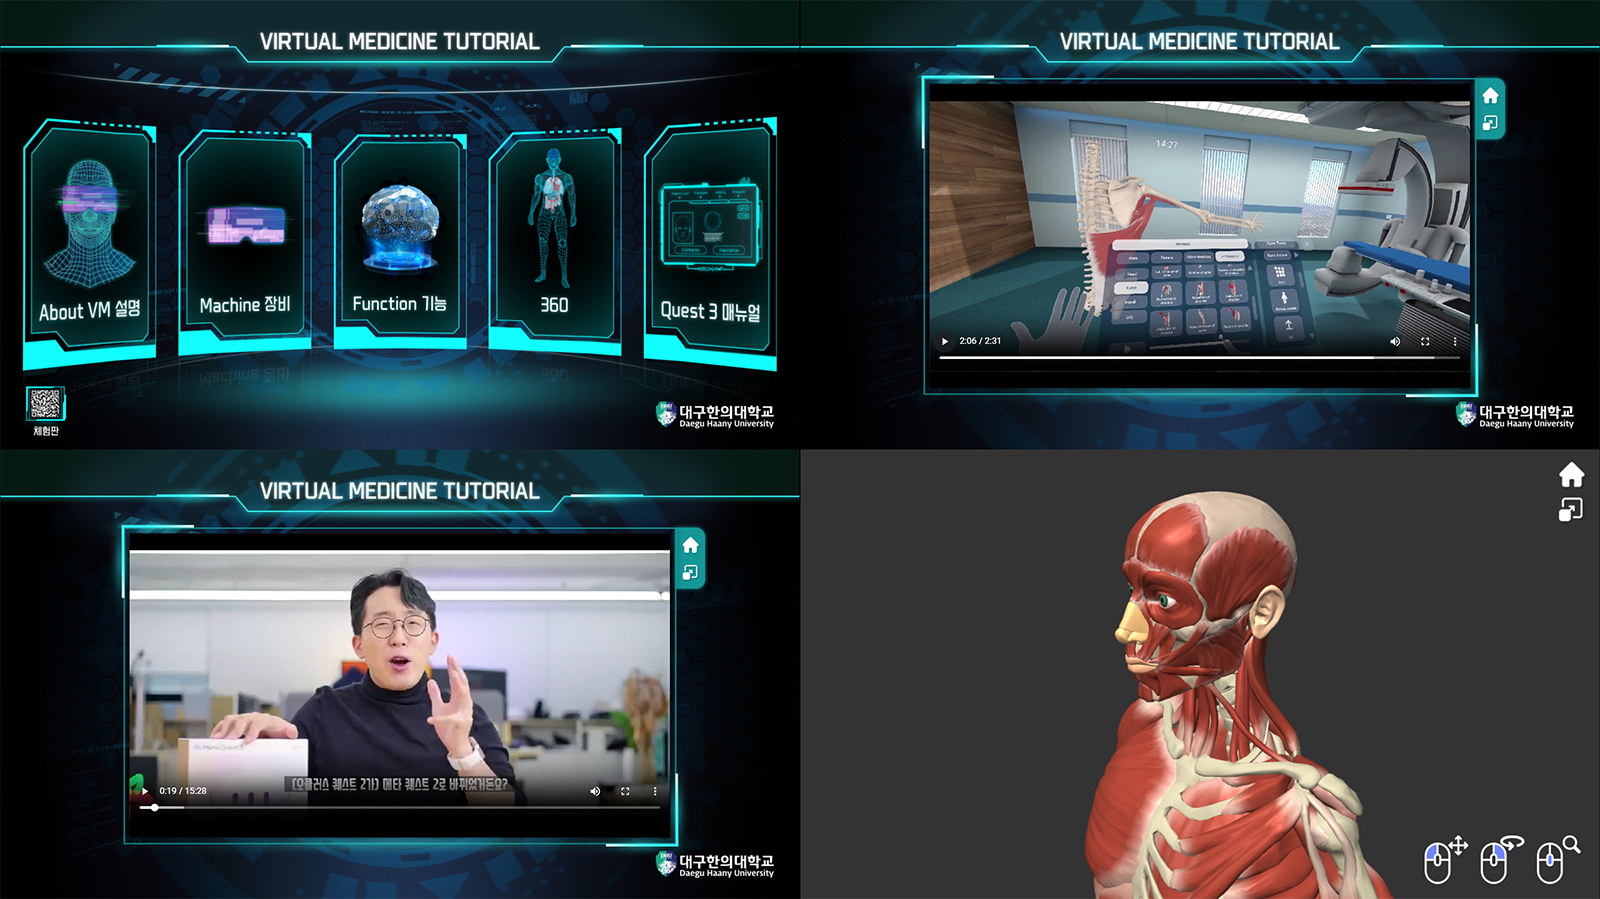 VIRTUAL MEDICINE TUTORIAL
About VM 설명
Machine 장비
Function 기능
360
Quest 3 매뉴얼
체험판
대구한의대학교
Daegu Haany University
VIRTUAL MEDICINE TUTORIAL
14:27
2:06 / 2:31
대구한의대학교
Daegu Haany University
VIRTUAL MEDICINE TUTORIAL
(오큘러스 퀘스트 2가) 메타 퀘스트 2로 바뀌었거든요?
0:19 / 15:28
대구한의대학교
Daegu Haany University